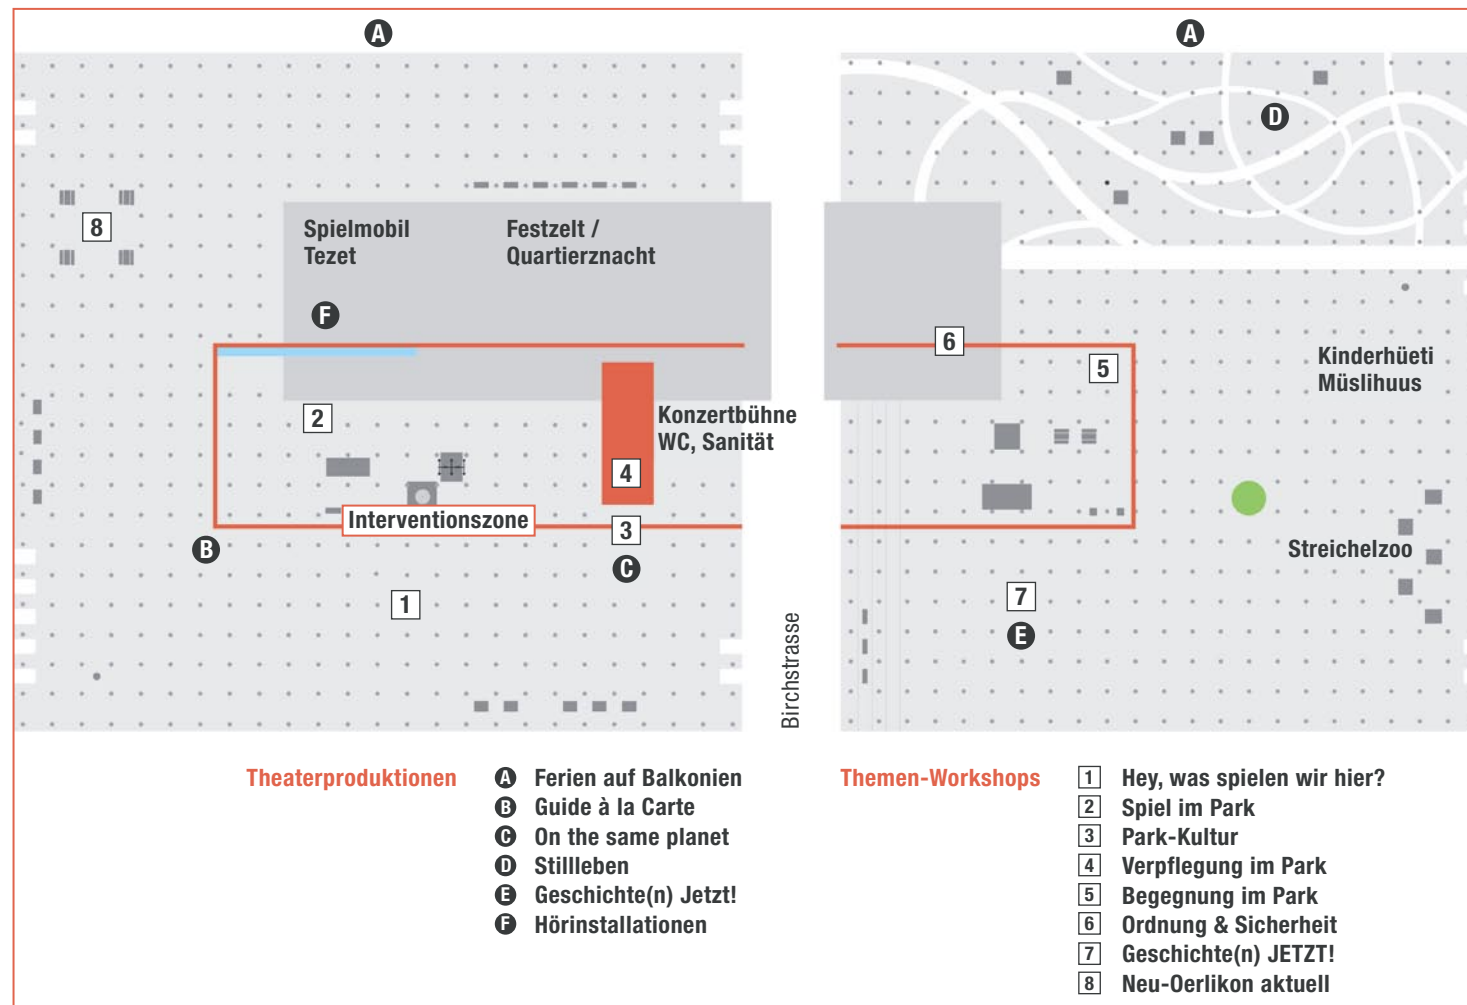 A
A
D
8
Spielmobil
Tezet
Festzelt /
Quartierznacht
F
6
5
Kinderhüeti
Müslihuus
2
Konzertbühne
WC, Sanität
4
Interventionszone
3
B
C
Streichelzoo
1
7
E
Birchstrasse
Theaterproduktionen
A Ferien auf Balkonien
B Guide à la Carte
C On the same planet
D Stillleben
E Geschichte(n) Jetzt!
F Hörinstallationen
Themen-Workshops
1 Hey, was spielen wir hier?
2 Spiel im Park
3 Park-Kultur
4 Verpflegung im Park
5 Begegnung im Park
6 Ordnung & Sicherheit
7 Geschichte(n) JETZT!
8 Neu-Oerlikon aktuell